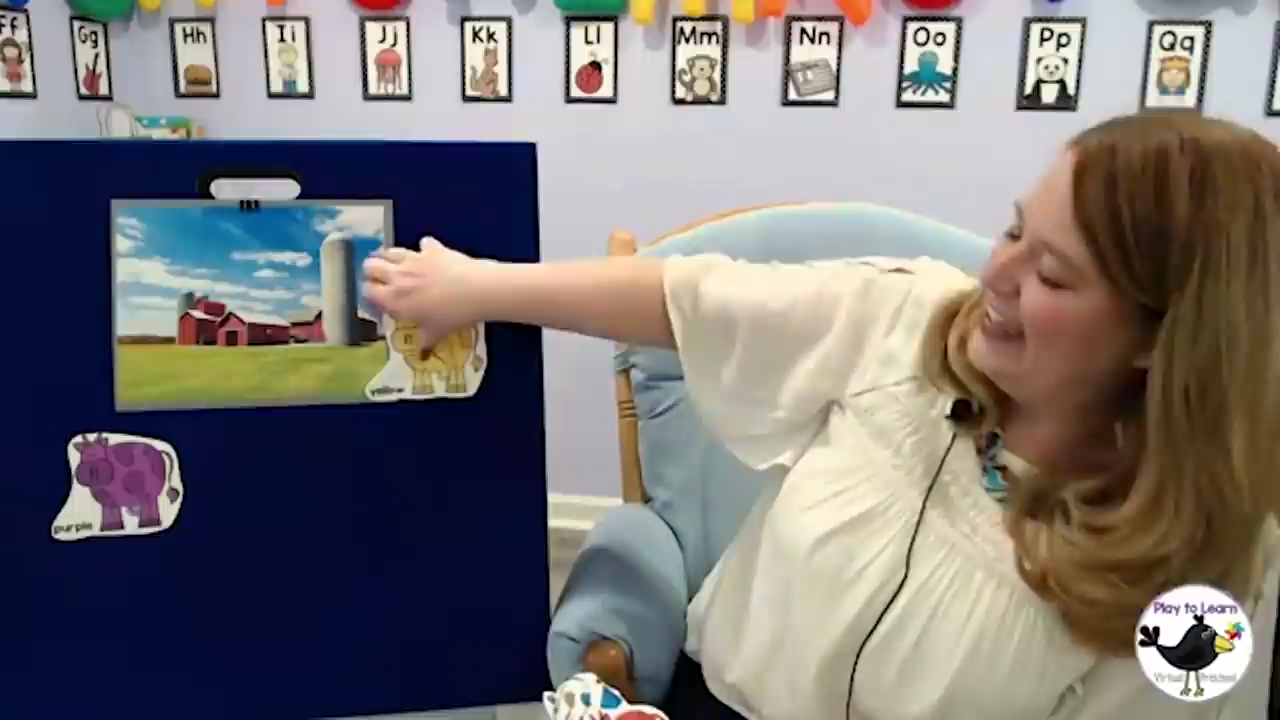 Ff Gg Hh Ii Jj Kk Ll Mm Nn Oo Pp Qq
yellow
purple
Play to Learn
Virtual Preschool